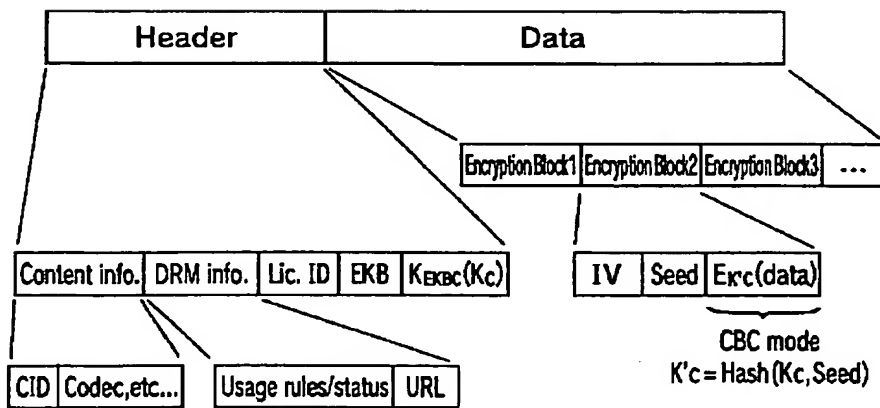 Header Data
Encryption Block1 Encryption Block2 Encryption Block3 ...
Content info. DRM info. Lic. ID EKB KEKBC(Kc)
IV Seed EK'c(data)
CBC mode
K'c=Hash(Kc,Seed)
CID Codec,etc... Usage rules/status URL